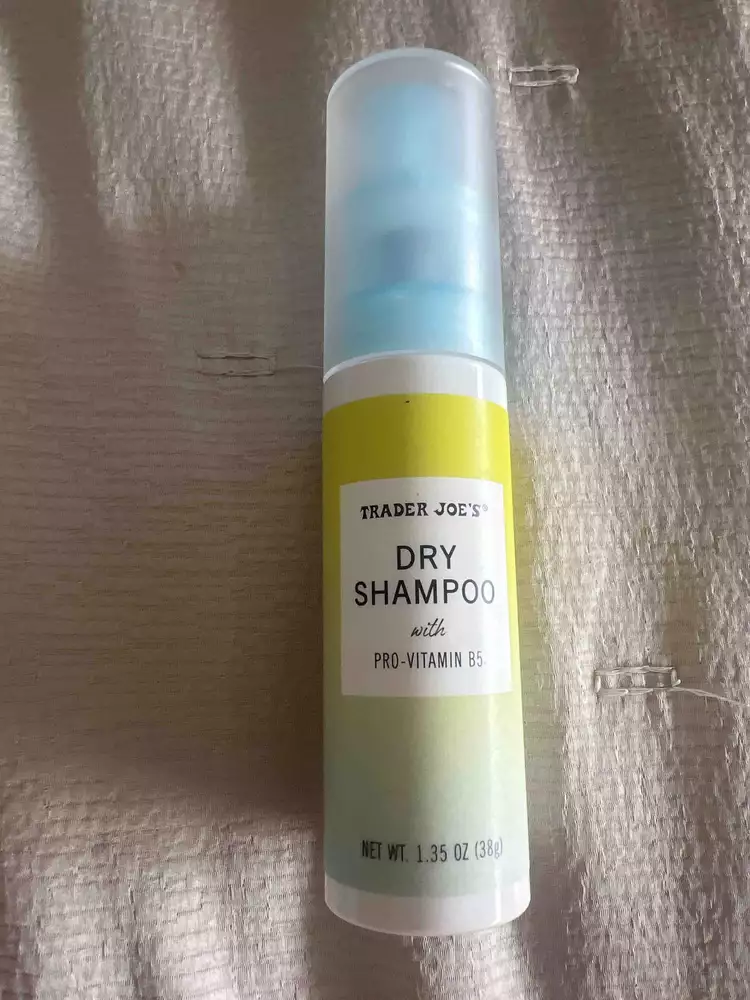 TRADER JOE'S®
DRY
SHAMPOO
with
PRO-VITAMIN B5
NET WT. 1.35 OZ (38g)